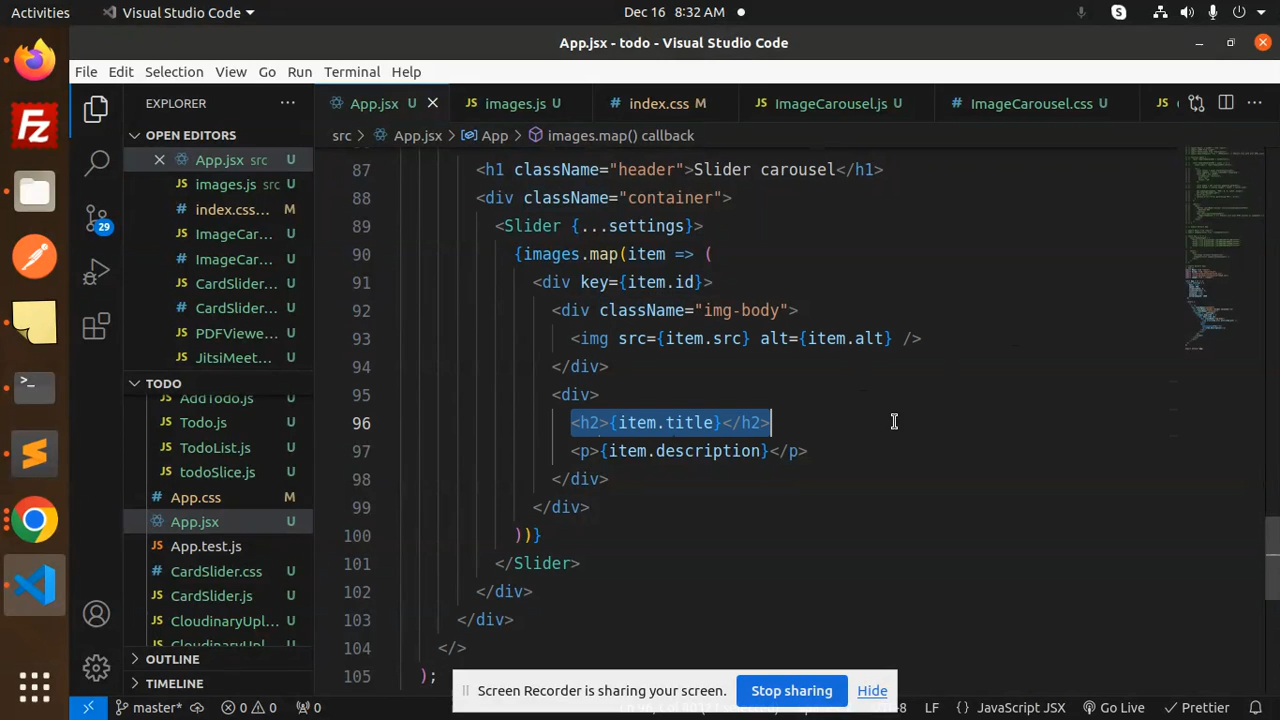 Activities
Visual Studio Code
Dec 16 8:32 AM
App.jsx - todo - Visual Studio Code
File Edit Selection View Go Run Terminal Help
EXPLORER
App.jsx U
images.js U
index.css M
ImageCarousel.js U
ImageCarousel.css U
JS
OPEN EDITORS
App.jsx src U
images.js src U
index.css... M
ImageCar... U
ImageCar... U
CardSlider... U
CardSlider... U
PDFViewe... U
JitsiMeet... U
TODO
AddTodo.js U
Todo.js U
TodoList.js U
todoSlice.js U
App.css M
App.jsx U
App.test.js U
CardSlider.css U
CardSlider.js U
CloudinaryUpl... U
CloudinaryUpl... U
OUTLINE
TIMELINE
29
src > App.jsx > App > images.map() callback
87 <h1 className="header">Slider carousel</h1>
88 <div className="container">
89 <Slider {...settings}>
90 {images.map(item => (
91 <div key={item.id}>
92 <div className="img-body">
93 <img src={item.src} alt={item.alt} />
94 </div>
95 <div>
96 <h2>{item.title}</h2>
97 <p>{item.description}</p>
98 </div>
99 </div>
100 ))}
101 </Slider>
102 </div>
103 </div>
104 </>
105 );
Screen Recorder is sharing your screen.
Stop sharing
Hide
master*
0 0
0
LF
{} JavaScript JSX
Go Live
Prettier